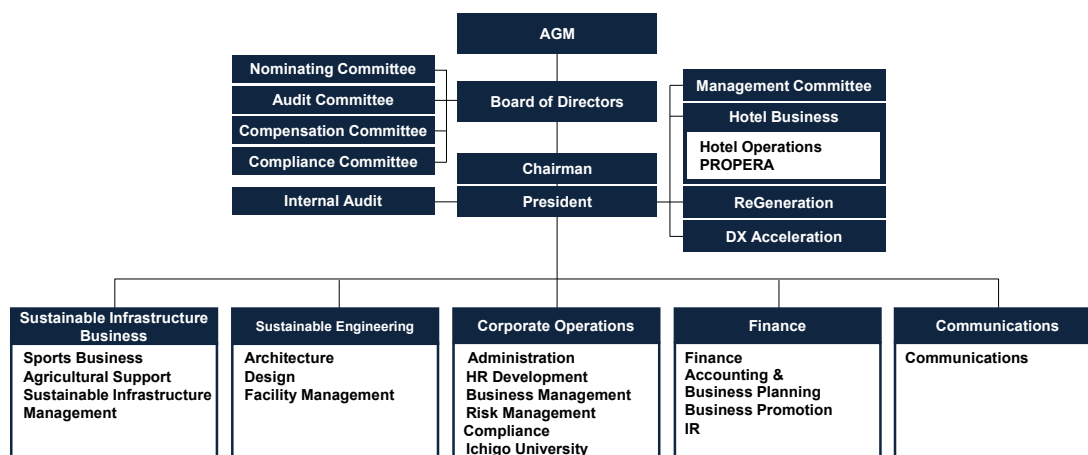 AGM
Nominating Committee
Audit Committee
Compensation Committee
Compliance Committee
Internal Audit
Board of Directors
Chairman
President
Management Committee
Hotel Business
Hotel Operations
PROPERA
ReGeneration
DX Acceleration
Sustainable Infrastructure
Business
Sports Business
Agricultural Support
Sustainable Infrastructure
Management
Sustainable Engineering
Architecture
Design
Facility Management
Corporate Operations
Administration
HR Development
Business Management
Risk Management
Compliance
Ichigo University
Finance
Finance
Accounting &
Business Planning
Business Promotion
IR
Communications
Communications